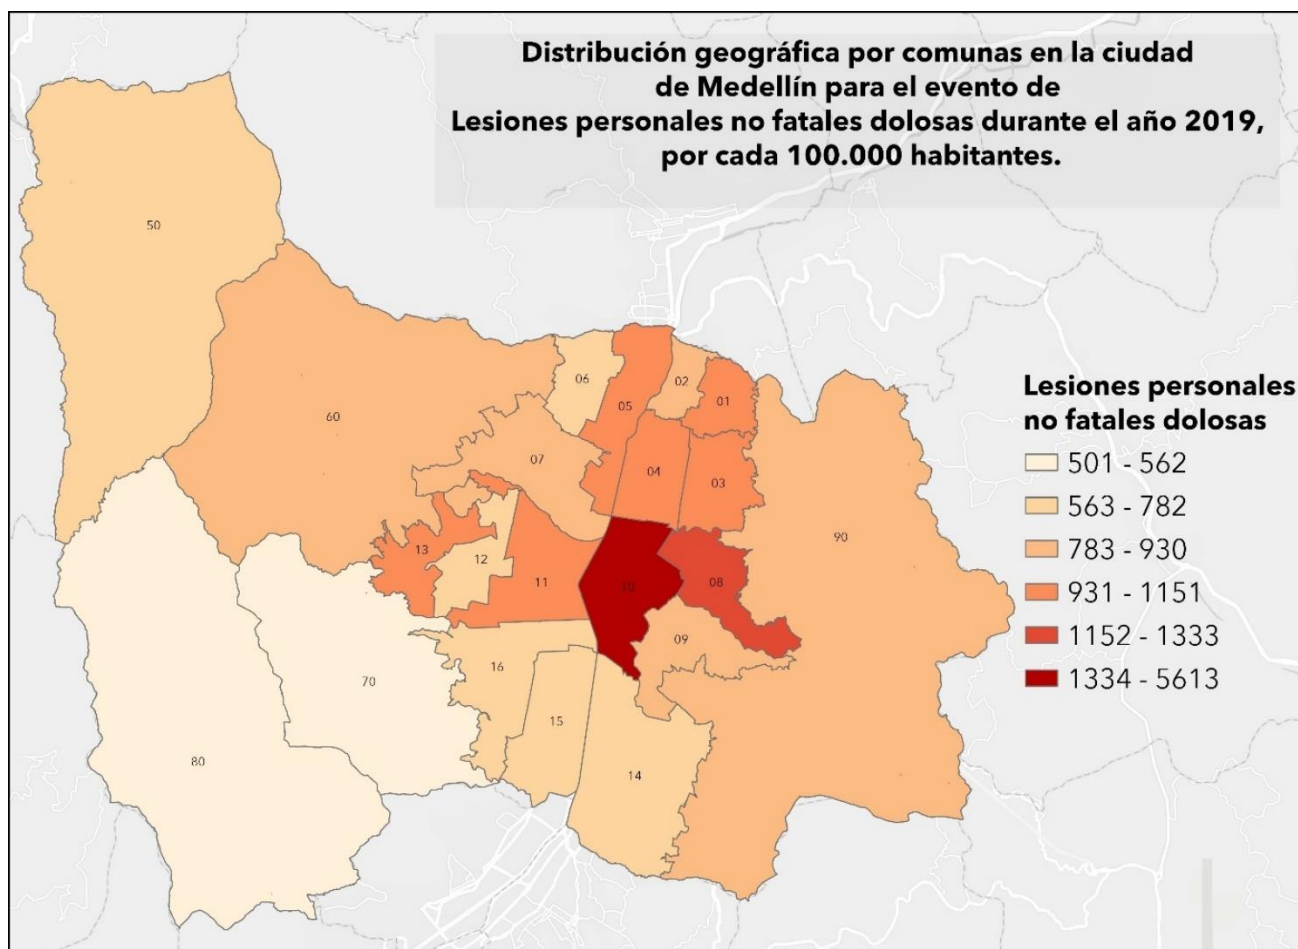 Distribución geográfica por comunas en la ciudad
de Medellín para el evento de
Lesiones personales no fatales dolosas durante el año 2019,
por cada 100.000 habitantes.
50
60
06
05
02
01
07
04
03
13
12
11
10
08
90
09
16
15
70
80
14
Lesiones personales
no fatales dolosas
501 - 562
563 - 782
783 - 930
931 - 1151
1152 - 1333
1334 - 5613